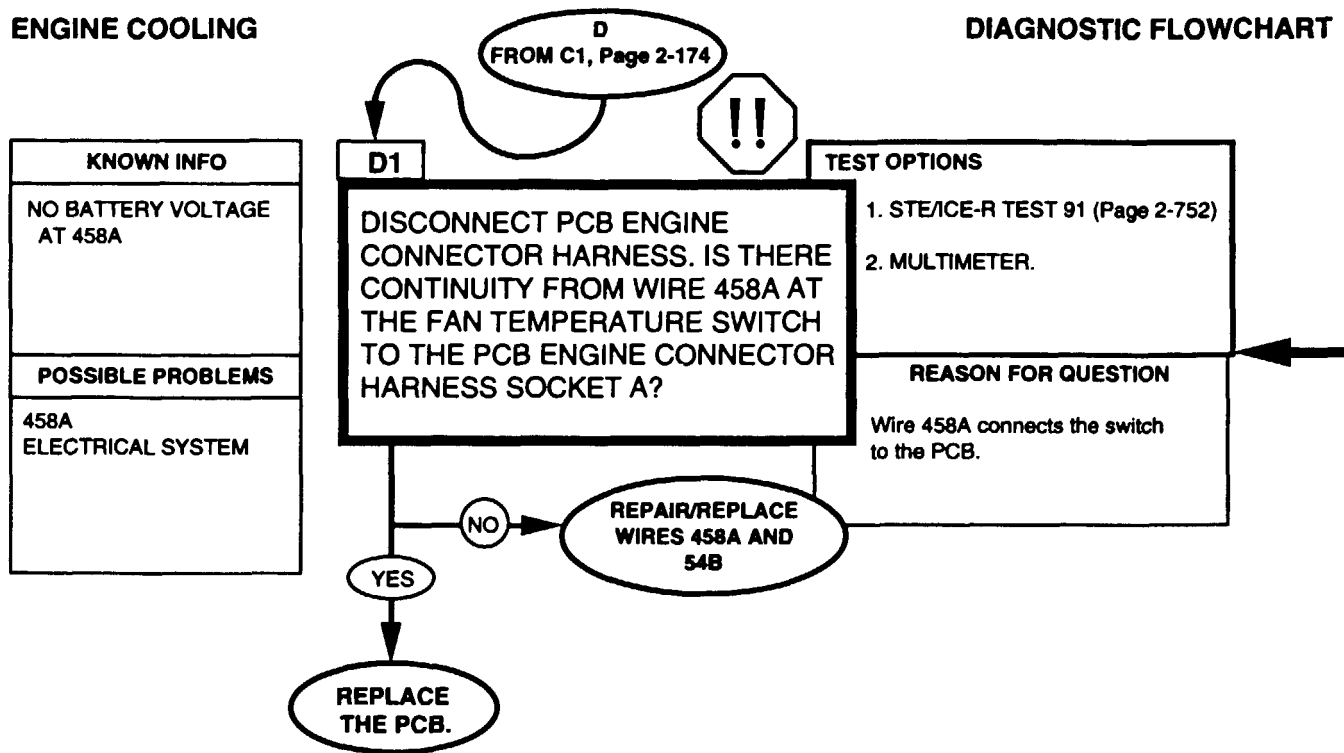 ENGINE COOLING
DIAGNOSTIC FLOWCHART
D
FROM C1, Page 2-174
!!
KNOWN INFO
NO BATTERY VOLTAGE
AT 458A
POSSIBLE PROBLEMS
458A
ELECTRICAL SYSTEM
D1
DISCONNECT PCB ENGINE
CONNECTOR HARNESS. IS THERE
CONTINUITY FROM WIRE 458A AT
THE FAN TEMPERATURE SWITCH
TO THE PCB ENGINE CONNECTOR
HARNESS SOCKET A?
TEST OPTIONS
1. STE/ICE-R TEST 91 (Page 2-752)
2. MULTIMETER.
REASON FOR QUESTION
Wire 458A connects the switch
to the PCB.
NO
REPAIR/REPLACE
WIRES 458A AND
54B
YES
REPLACE
THE PCB.